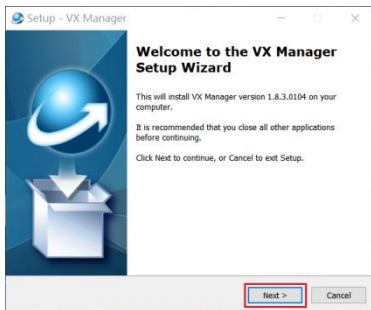 Setup - VX Manager
Welcome to the VX Manager
Setup Wizard
This will install VX Manager version 1.8.3.0104 on your
computer.
It is recommended that you close all other applications
before continuing.
Click Next to continue, or Cancel to exit Setup.
Next >
Cancel